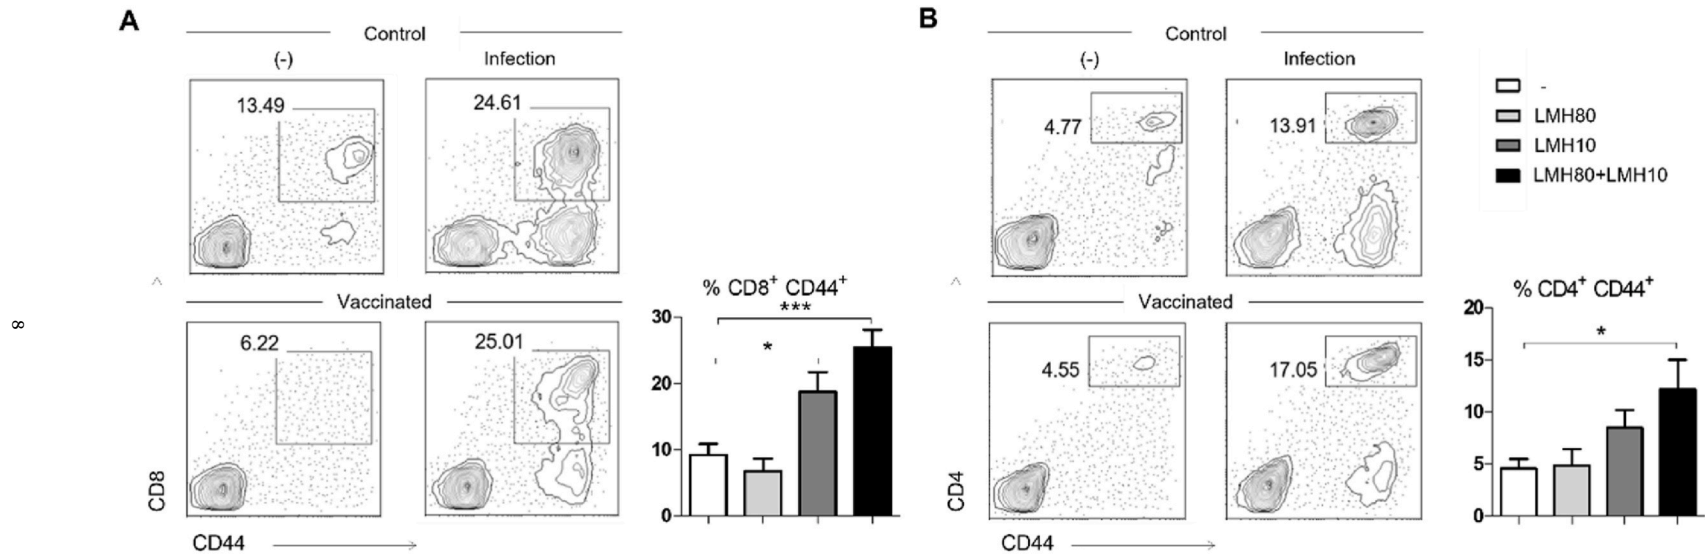 A
Control
(-)
Infection
13.49
24.61
Vaccinated
6.22
25.01
CD8
CD44
% CD8+ CD44+
***
*
30
20
10
0
B
Control
(-)
Infection
4.77
13.91
Vaccinated
4.55
17.05
CD4
CD44
-
LMH80
LMH10
LMH80+LMH10
% CD4+ CD44+
*
20
15
10
5
0
8